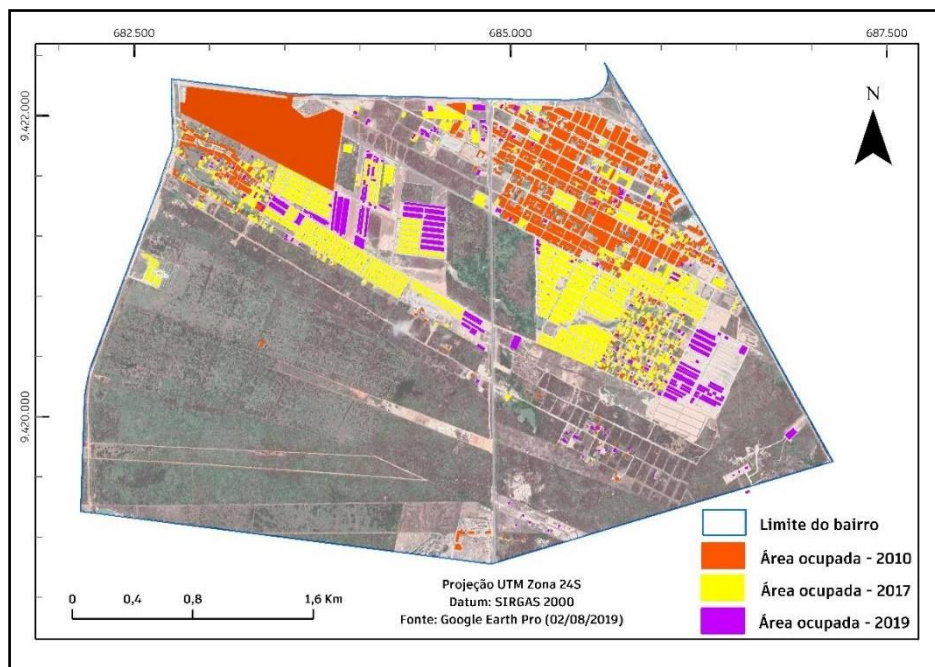 682.500 685.000 687.500
N
9.422.000
9.420.000
Limite do bairro
Área ocupada - 2010
Área ocupada - 2017
Área ocupada - 2019
0 0,4 0,8 1,6 Km
Projeção UTM Zona 24S
Datum: SIRGAS 2000
Fonte: Google Earth Pro (02/08/2019)